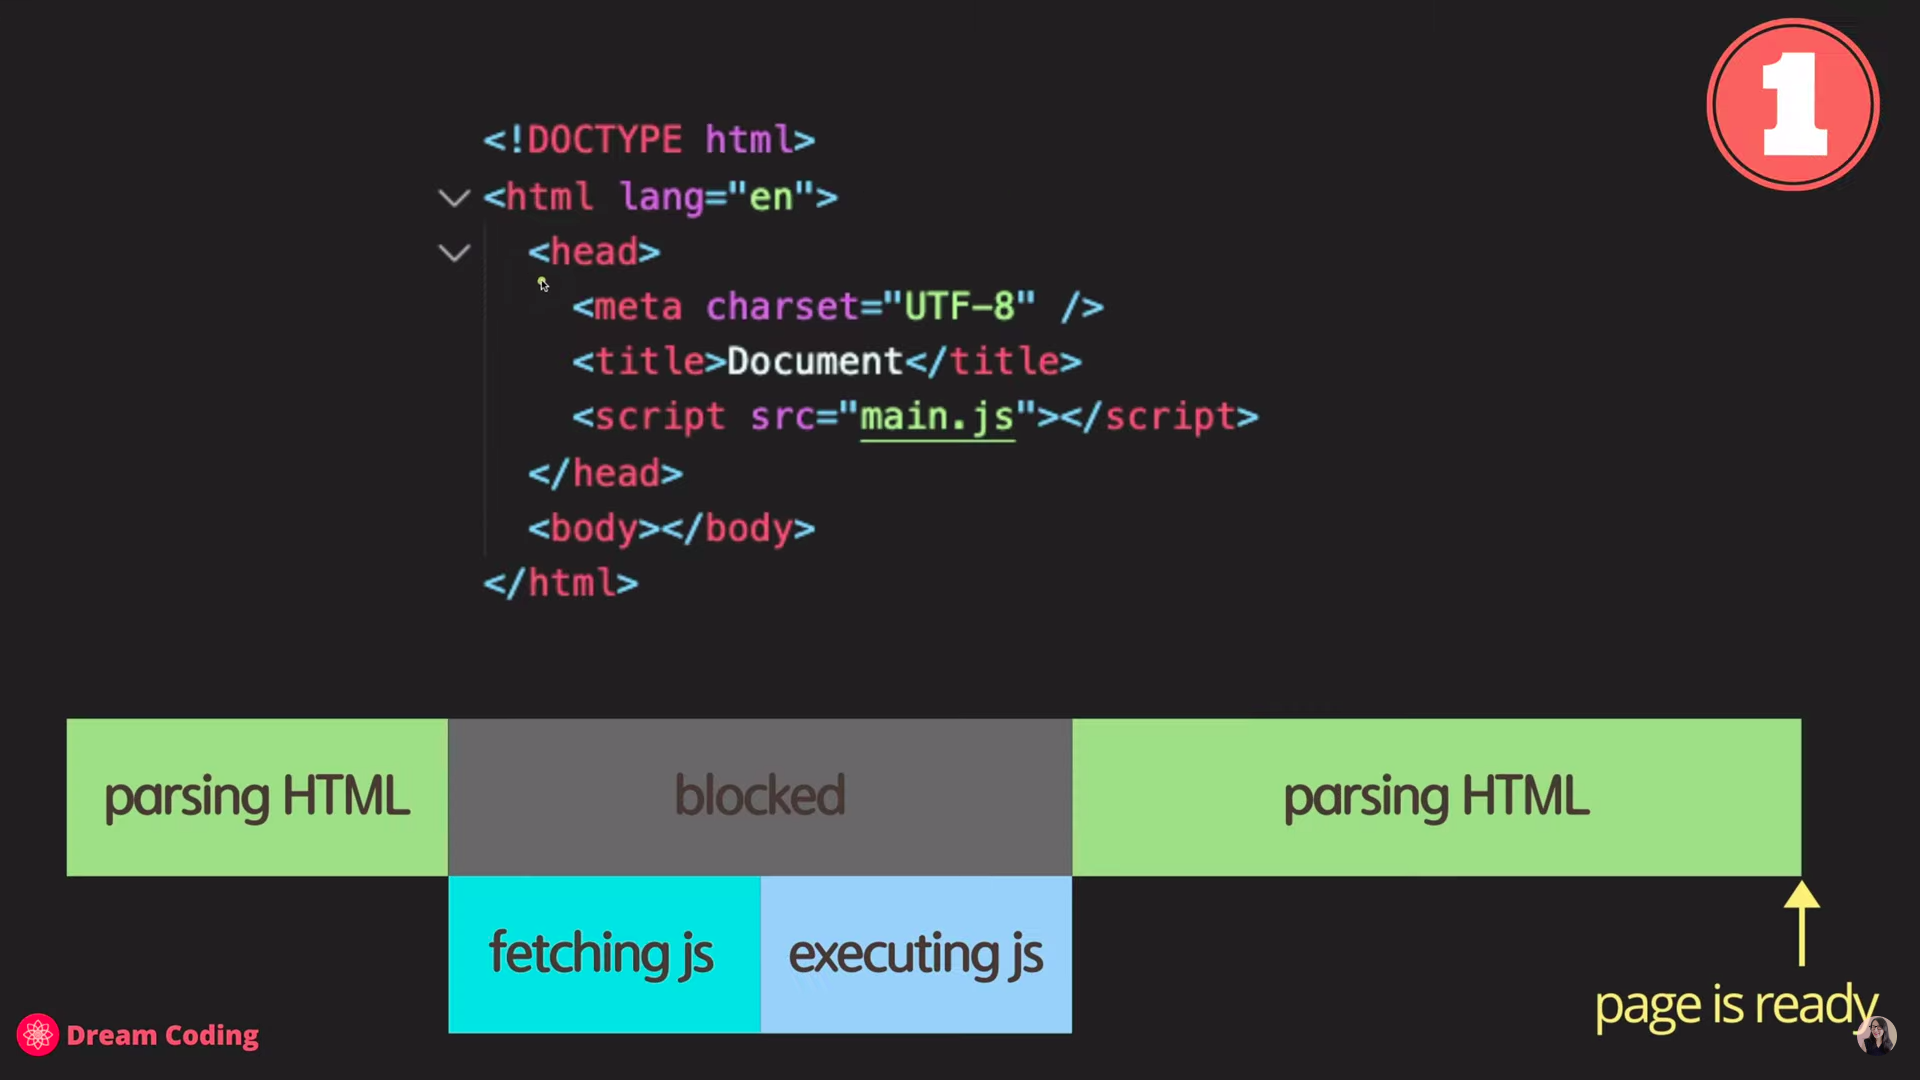 1
<!DOCTYPE html>
<html lang="en">
<head>
<meta charset="UTF-8" />
<title>Document</title>
<script src="main.js"></script>
</head>
<body></body>
</html>
parsing HTML
blocked
parsing HTML
fetching js
executing js
page is ready
Dream Coding